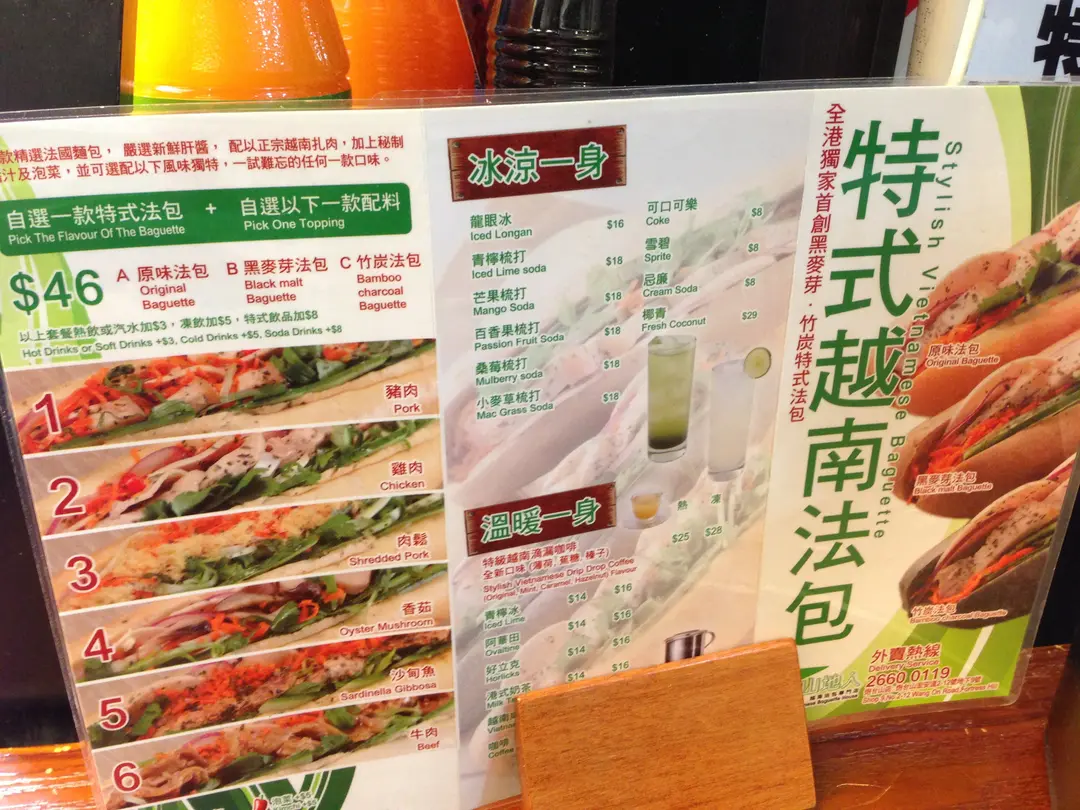 款精選法國麵包， 嚴選新鮮肝醬， 配以正宗越南扎肉，加上秘制
汁及泡菜，並可選配以下風味獨特，一試難忘的任何一款口味。
自選一款特式法包 + 自選以下一款配料
Pick The Flavour Of The Baguette Pick One Topping
$46
A 原味法包
Original
Baguette
B 黑麥芽法包
Black malt
Baguette
C 竹炭法包
Bamboo
charcoal
Baguette
以上套餐熱飲或汽水加$3，凍飲加$5，特式飲品加$8
Hot Drinks or Soft Drinks +$3, Cold Drinks +$5, Soda Drinks +$8
1 豬肉
Pork
2 雞肉
Chicken
3 肉鬆
Shredded Pork
4 香茹
Oyster Mushroom
5 沙甸魚
Sardinella Gibbosa
6 牛肉
Beef
冰涼一身
龍眼冰 $16
Iced Longan
青檸梳打 $18
Iced Lime soda
芒果梳打 $18
Mango Soda
百香果梳打 $18
Passion Fruit Soda
桑莓梳打 $18
Mulberry soda
小麥草梳打 $18
Mac Grass Soda
可口可樂 $8
Coke
雪碧 $8
Sprite
忌廉 $8
Cream Soda
椰青 $29
Fresh Coconut
溫暖一身
熱 凍
特級越南滴漏咖啡 $25 $28
全新口味 (薄荷, 蕉糖, 榛子)
Stylish Vietnamese Drip Drop Coffee
(Original, Mint, Caramel, Hazelnut) Flavour
青檸冰 $14 $16
Iced Lime
阿華田 $14 $16
Ovaltine
好立克 $14 $16
Horlicks
港式奶茶 $14 $16
Milk
越南
咖啡
Coffee
全港獨家首創黑麥芽．竹炭特式法包
特式越南法包
Stylish Vietnamese Baguette
原味法包
Original Baguette
黑麥芽法包
Black malt Baguette
竹炭法包
Bamboo Charcoal Baguette
外賣熱線
Delivery Service
2660 0119
2-12 Wang On Road, Fortress Hill
特